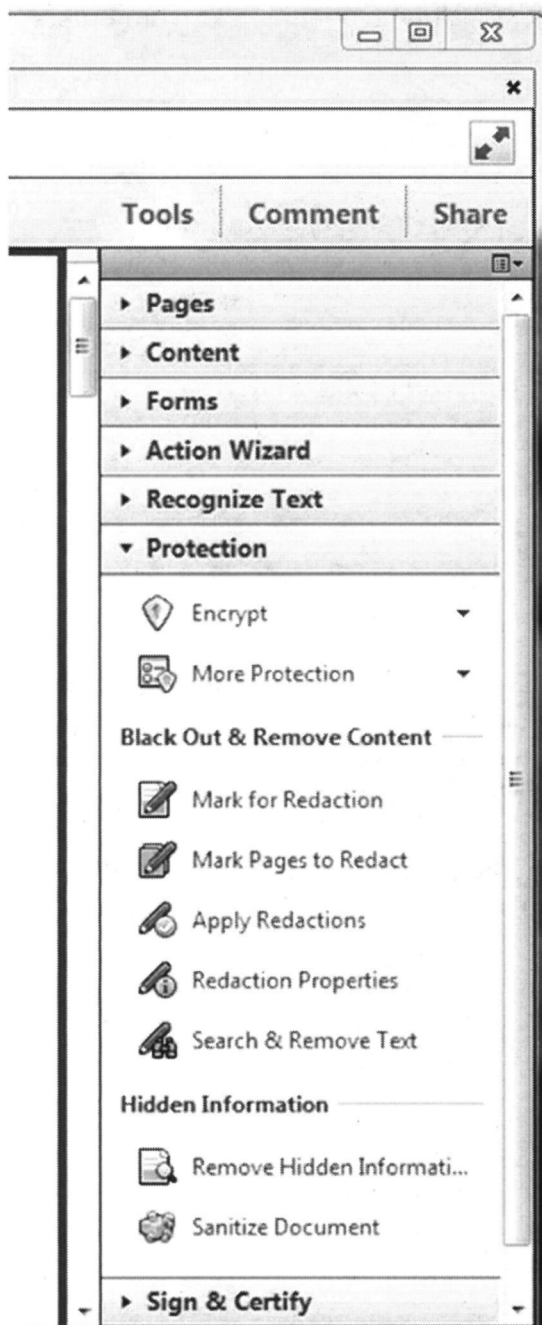 Tools Comment Share
Pages
Content
Forms
Action Wizard
Recognize Text
Protection
Encrypt
More Protection
Black Out & Remove Content
Mark for Redaction
Mark Pages to Redact
Apply Redactions
Redaction Properties
Search & Remove Text
Hidden Information
Remove Hidden Informati...
Sanitize Document
Sign & Certify